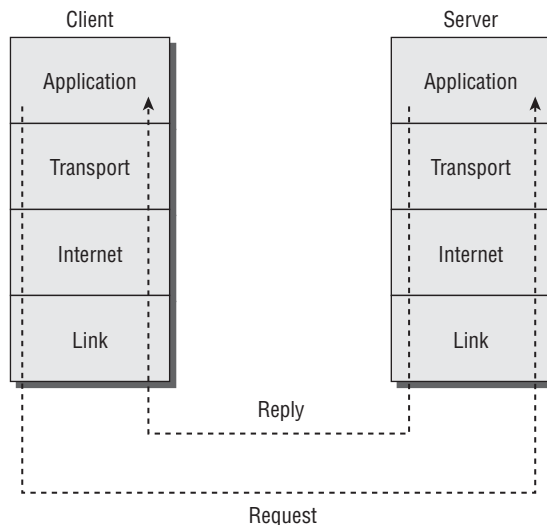 Client
Server
Application
Application
Transport
Transport
Internet
Internet
Link
Link
Reply
Request